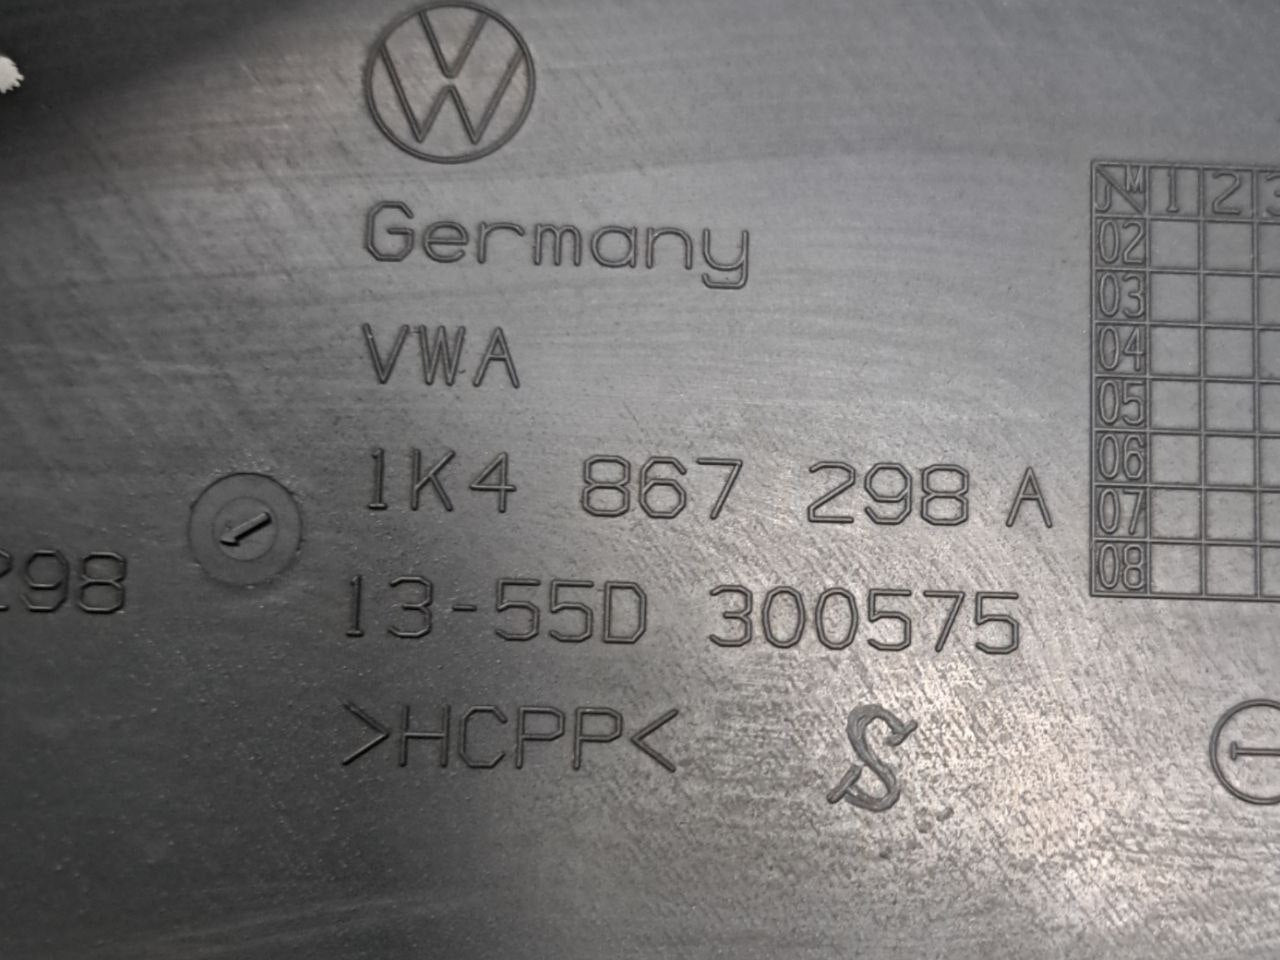 Germany
VWA
1K4 867 298 A
298
13-55D 300575
>HCPP<
S
M 1 2 3
02
03
04
05
06
07
08